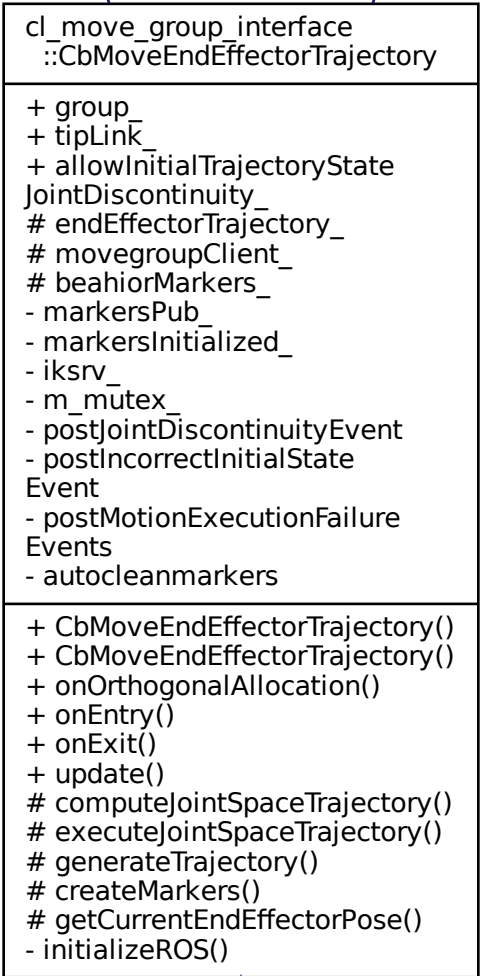 cl_move_group_interface
::CbMoveEndEffectorTrajectory
+ group_
+ tipLink_
+ allowInitialTrajectoryState
JointDiscontinuity_
# endEffectorTrajectory_
# movegroupClient_
# beahiorMarkers_
- markersPub_
- markersInitialized_
- iksrv_
- m_mutex_
- postJointDiscontinuityEvent
- postIncorrectInitialState
Event
- postMotionExecutionFailure
Events
- autocleanmarkers
+ CbMoveEndEffectorTrajectory()
+ CbMoveEndEffectorTrajectory()
+ onOrthogonalAllocation()
+ onEntry()
+ onExit()
+ update()
# computeJointSpaceTrajectory()
# executeJointSpaceTrajectory()
# generateTrajectory()
# createMarkers()
# getCurrentEndEffectorPose()
- initializeROS()